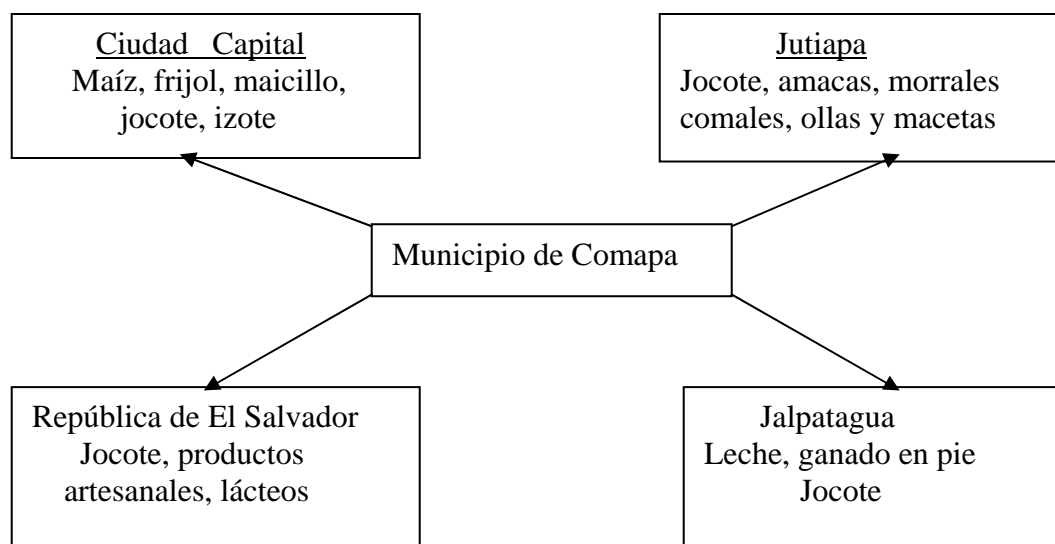 Ciudad Capital
Maíz, frijol, maicillo,
jocote, izote
Jutiapa
Jocote, amacas, morrales
comales, ollas y macetas
Municipio de Comapa
República de El Salvador
Jocote, productos
artesanales, lácteos
Jalpatagua
Leche, ganado en pie
Jocote